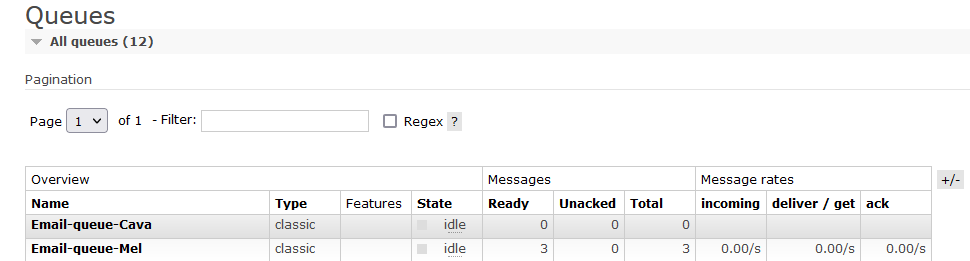 Queues
All queues (12)
Pagination
Page 1 of 1 - Filter: Regex ?
Overview Messages Message rates +/-
Name Type Features State Ready Unacked Total incoming deliver / get ack
Email-queue-Cava classic idle 0 0 0
Email-queue-Mel classic idle 3 0 3 0.00/s 0.00/s 0.00/s